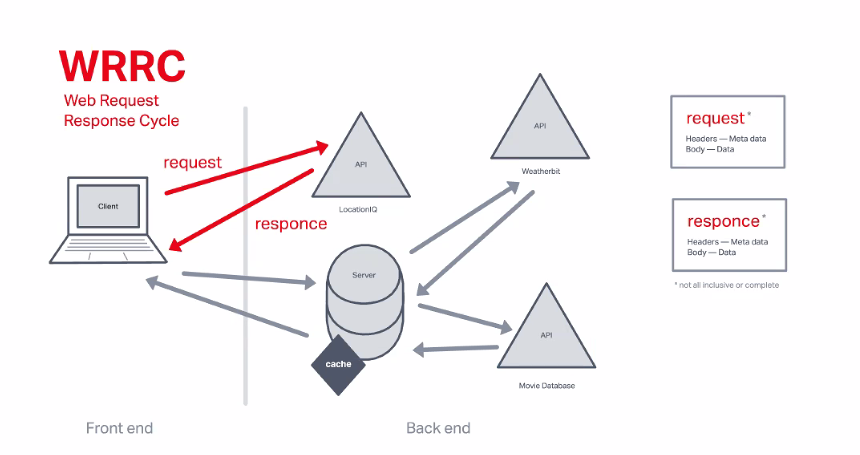 WRRC
Web Request
Response Cycle
request
responce
Client
API
LocationIQ
API
Weatherbit
Server
cache
API
Movie Database
request*
Headers — Meta data
Body — Data
responce*
Headers — Meta data
Body — Data
* not all inclusive or complete
Front end
Back end